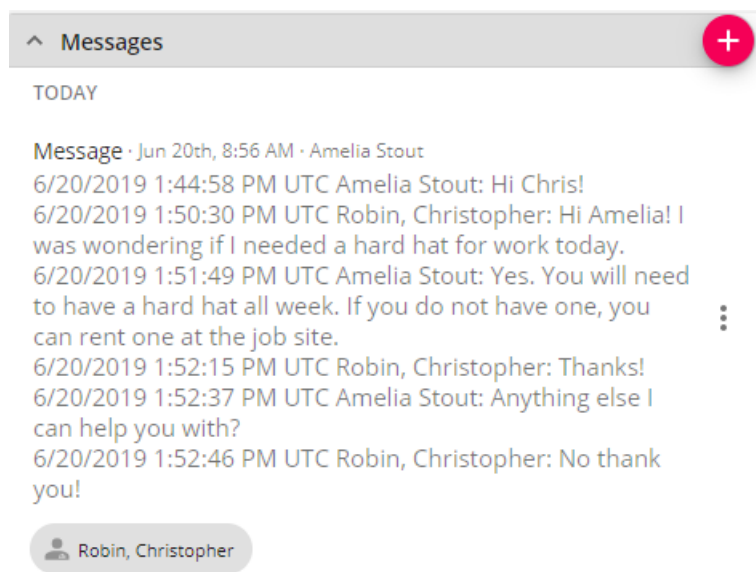 Messages
TODAY
Message · Jun 20th, 8:56 AM · Amelia Stout
6/20/2019 1:44:58 PM UTC Amelia Stout: Hi Chris!
6/20/2019 1:50:30 PM UTC Robin, Christopher: Hi Amelia! I
was wondering if I needed a hard hat for work today.
6/20/2019 1:51:49 PM UTC Amelia Stout: Yes. You will need
to have a hard hat all week. If you do not have one, you
can rent one at the job site.
6/20/2019 1:52:15 PM UTC Robin, Christopher: Thanks!
6/20/2019 1:52:37 PM UTC Amelia Stout: Anything else I
can help you with?
6/20/2019 1:52:46 PM UTC Robin, Christopher: No thank
you!
Robin, Christopher